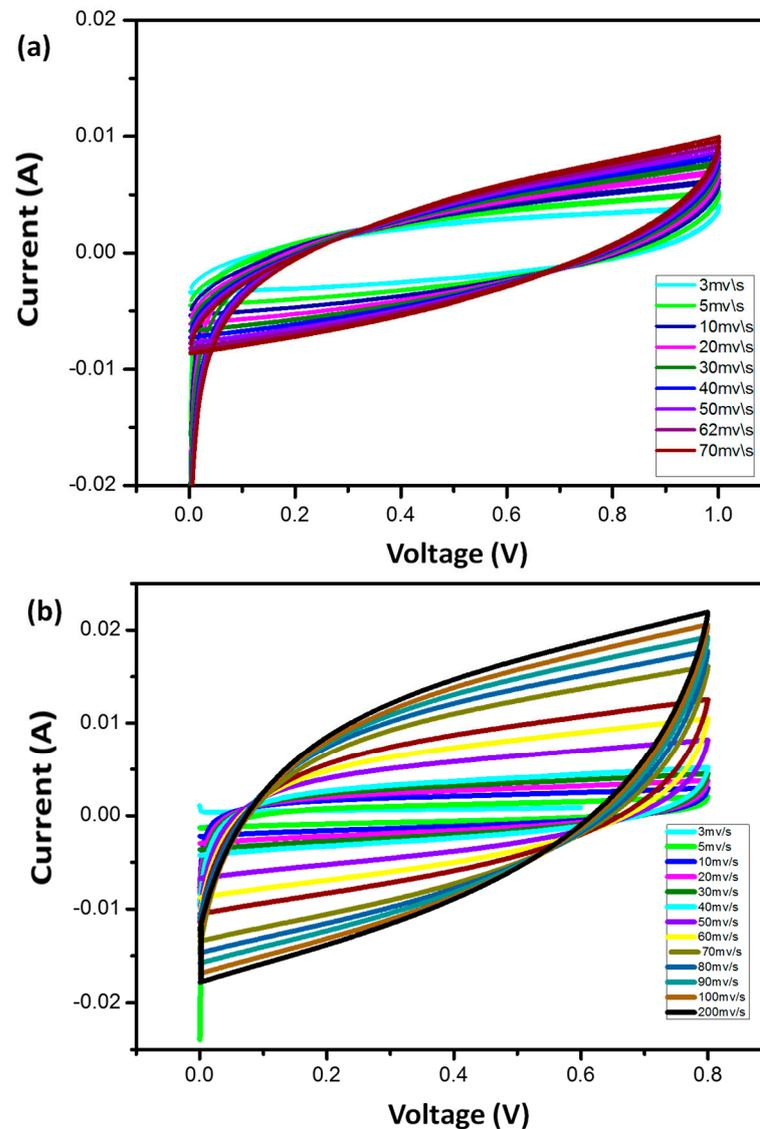 (a)
Current (A)
0.02
0.01
0.00
-0.01
-0.02
3mv\s
5mv\s
10mv\s
20mv\s
30mv\s
40mv\s
50mv\s
62mv\s
70mv\s
0.0 0.2 0.4 0.6 0.8 1.0
Voltage (V)
(b)
Current (A)
0.02
0.01
0.00
-0.01
-0.02
3mv/s
5mv/s
10mv/s
20mv/s
30mv/s
40mv/s
50mv/s
60mv/s
70mv/s
80mv/s
90mv/s
100mv/s
200mv/s
0.0 0.2 0.4 0.6 0.8
Voltage (V)